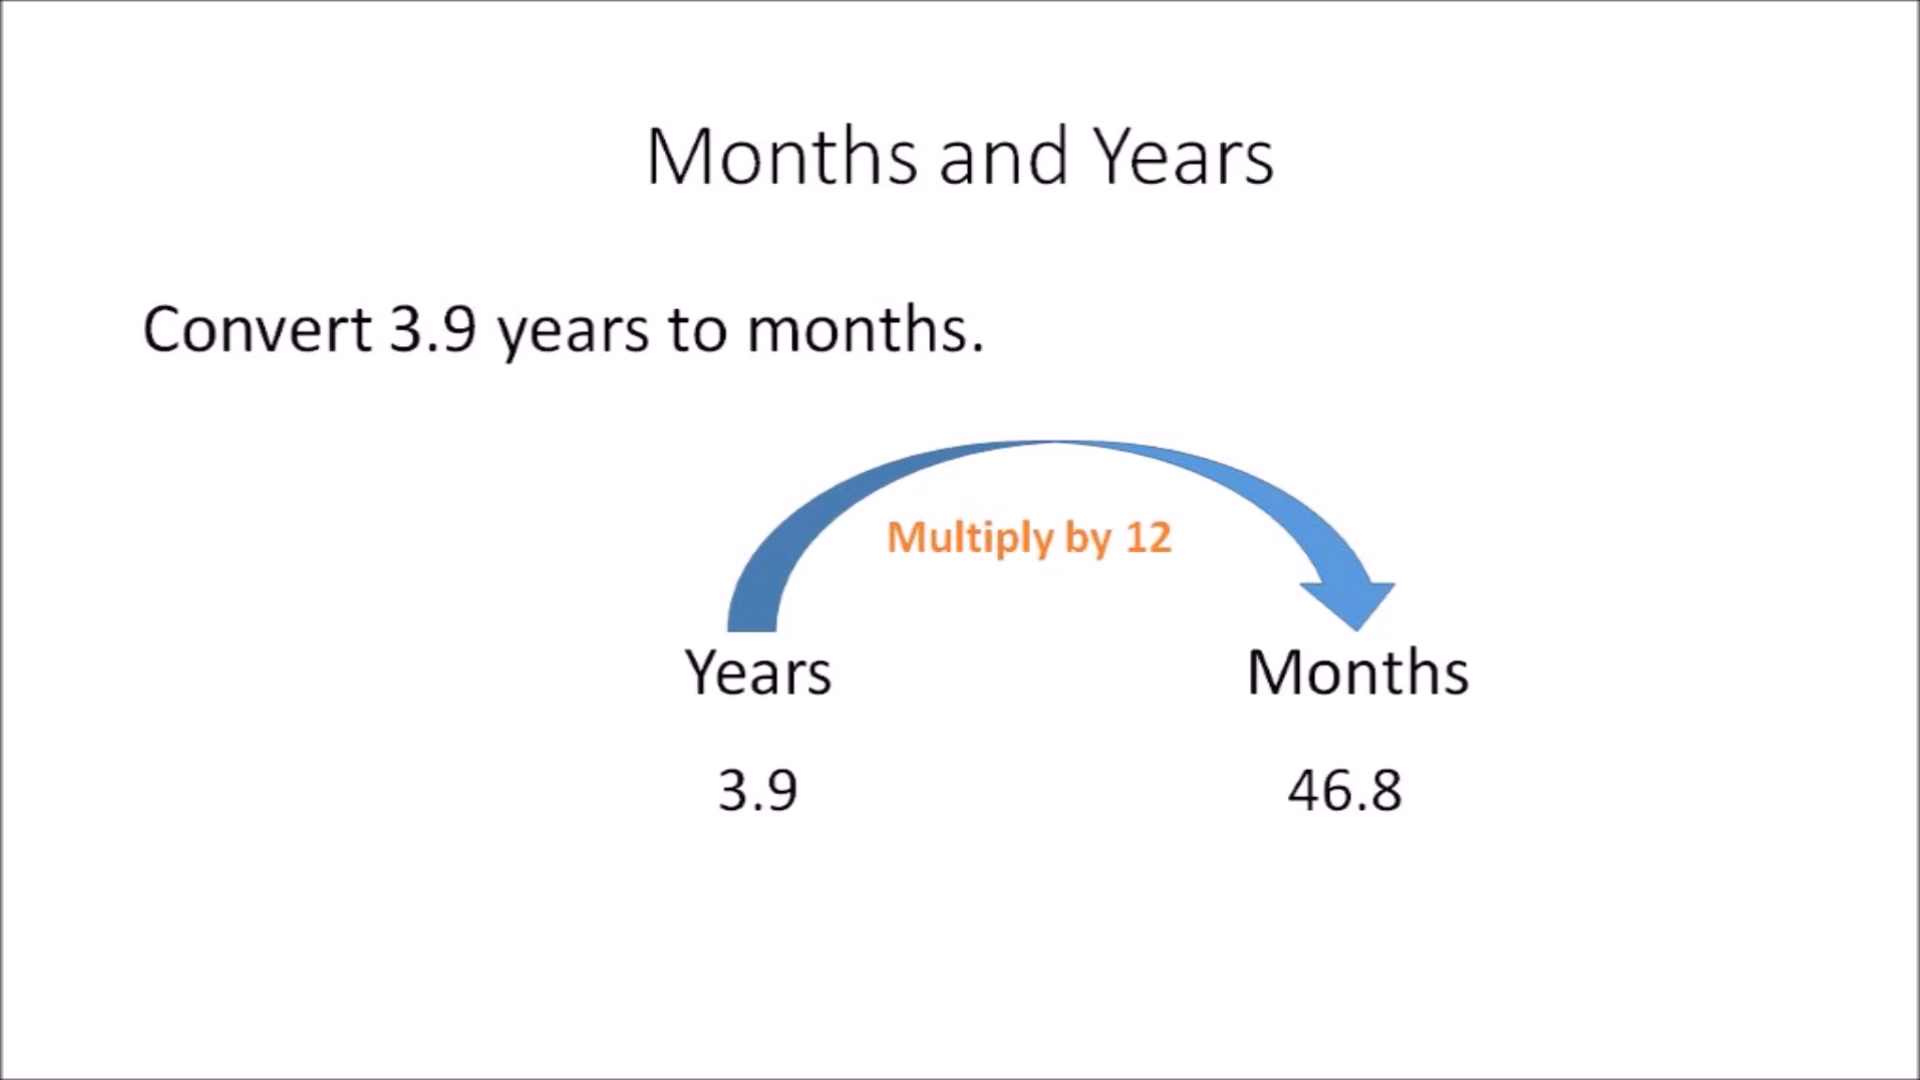 Months and Years
Convert 3.9 years to months.
Multiply by 12
Years Months
3.9 46.8